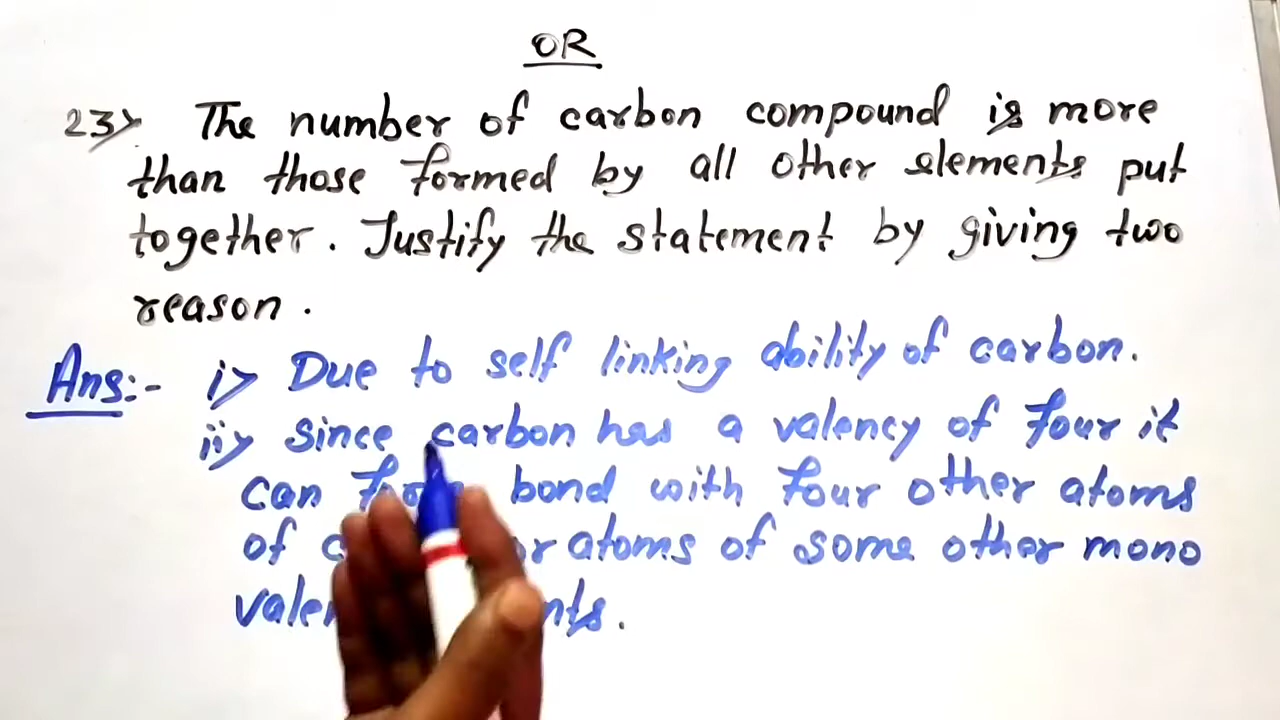 OR
23> The number of carbon compound is more
than those formed by all other elements put
together. Justify the statement by giving two
reason.
Ans:- i> Due to self linking ability of carbon.
ii> since carbon has a valency of four it
can bond with four other atoms
of atoms of some other mono